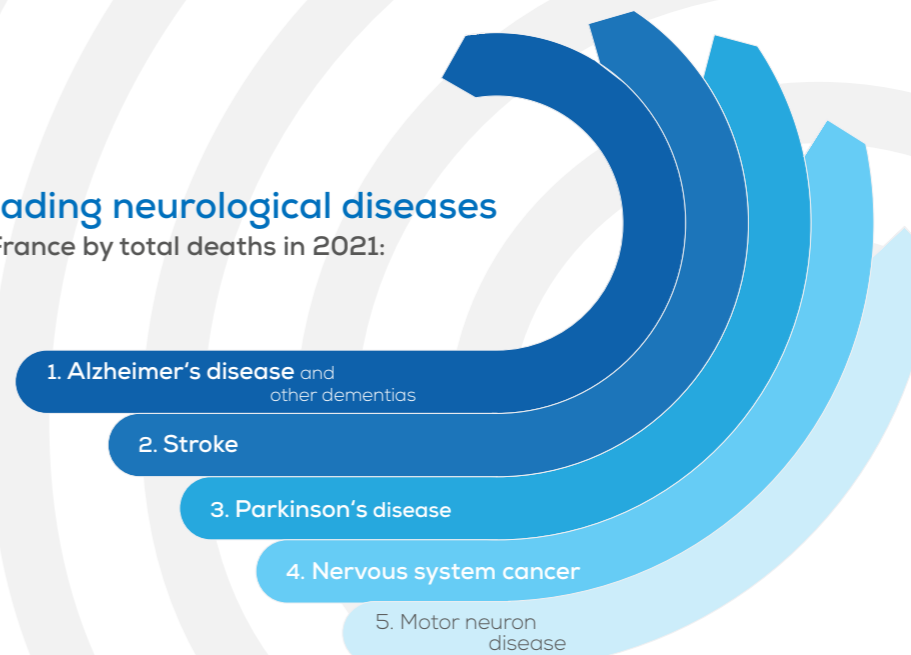 ading neurological diseases
France by total deaths in 2021:
1. Alzheimer's disease and
other dementias
2. Stroke
3. Parkinson's disease
4. Nervous system cancer
5. Motor neuron
disease